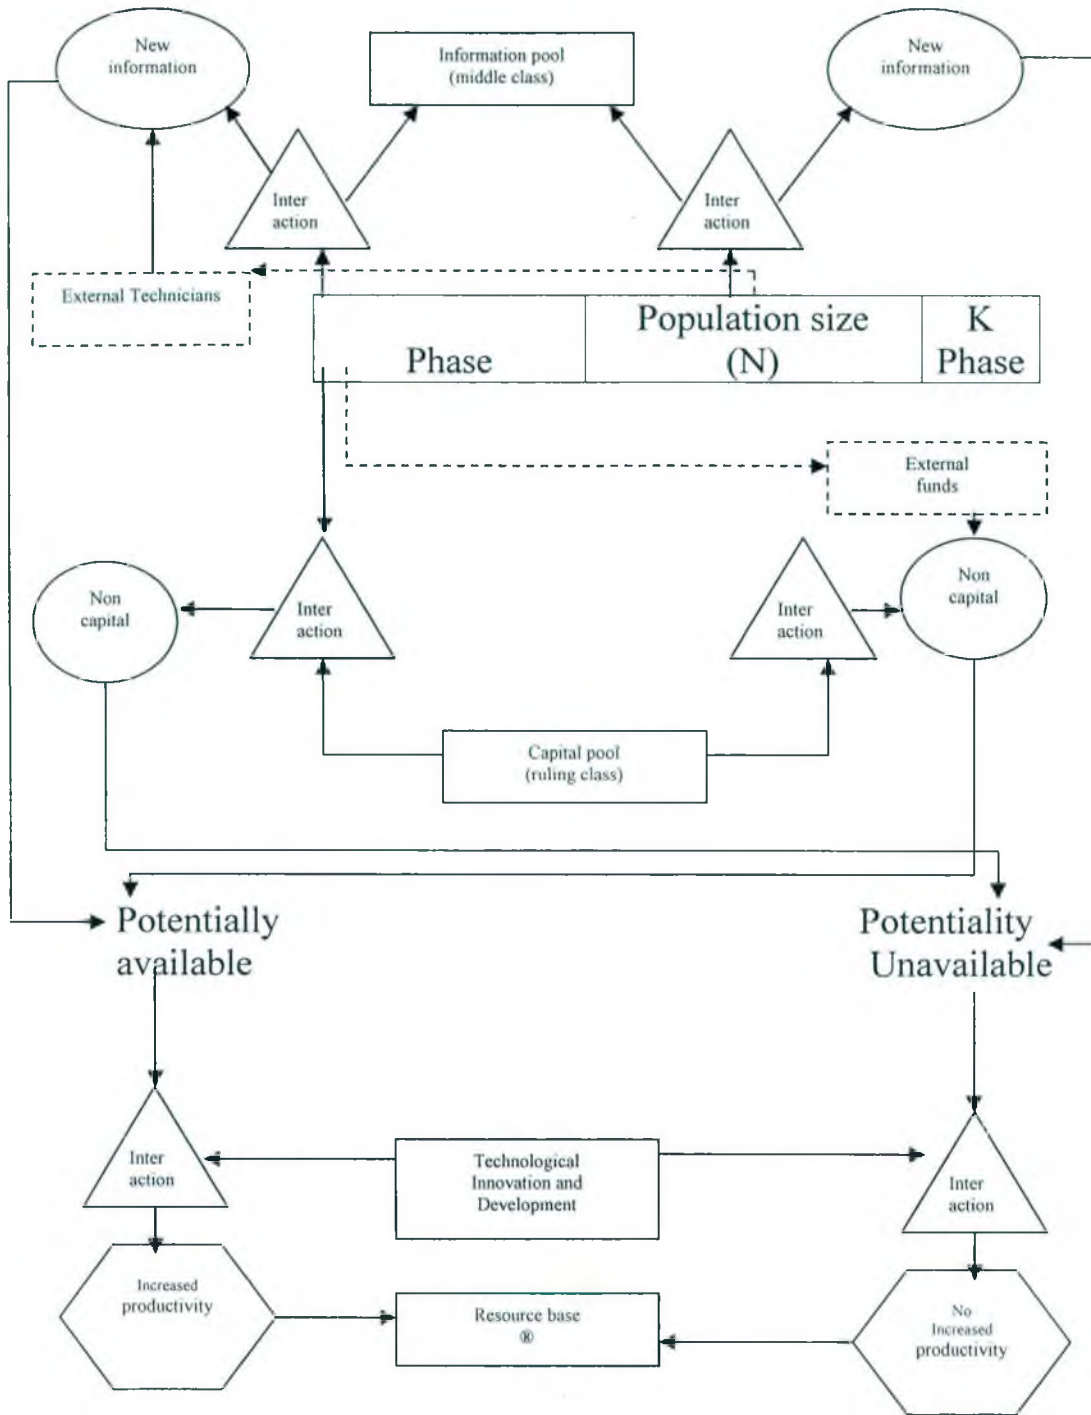 New
information
Information pool
(middle class)
New
information
Inter
action
Inter
action
External Technicians
Phase
Population size
(N)
K
Phase
External
funds
Non
capital
Inter
action
Inter
action
Non
capital
Capital pool
(ruling class)
Potentially
available
Potentiality
Unavailable
Inter
action
Technological
Innovation and
Development
Inter
action
Increased
productivity
Resource base
®
No
Increased
productivity